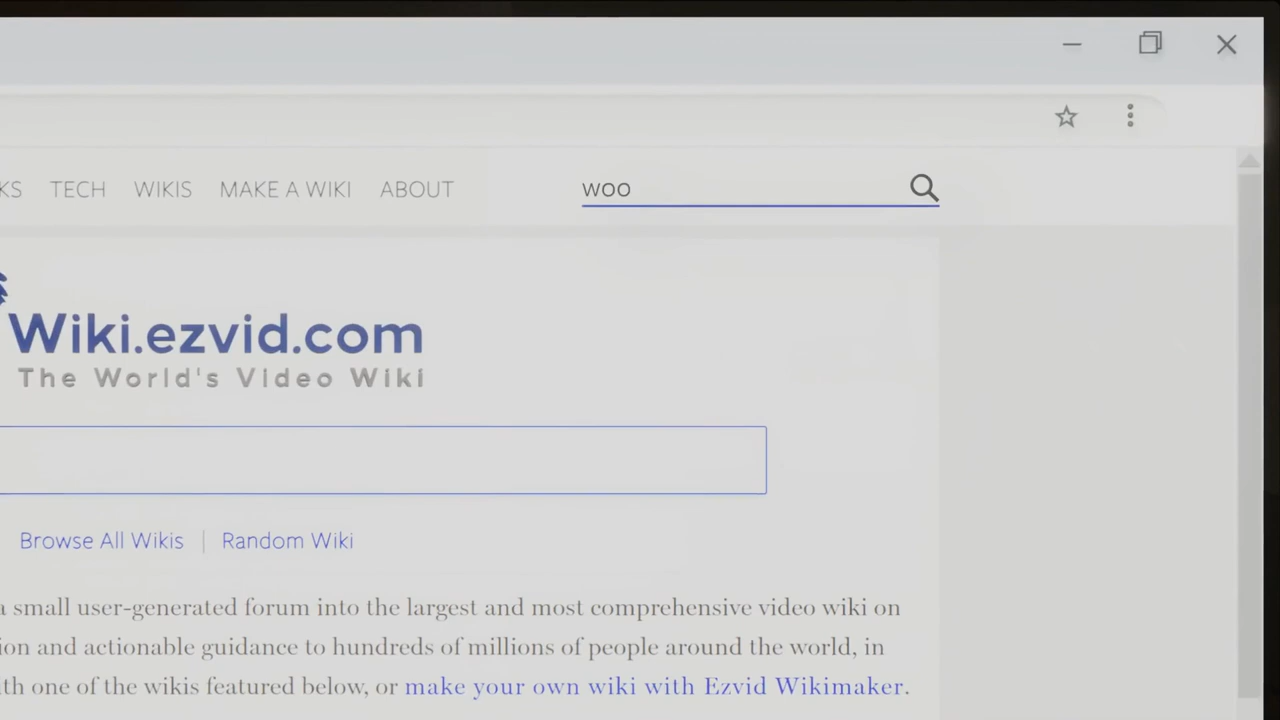 KS TECH WIKIS MAKE A WIKI ABOUT woo
Wiki.ezvid.com
The World's Video Wiki
Browse All Wikis | Random Wiki
a small user-generated forum into the largest and most comprehensive video wiki on
ion and actionable guidance to hundreds of millions of people around the world, in
ith one of the wikis featured below, or make your own wiki with Ezvid Wikimaker.